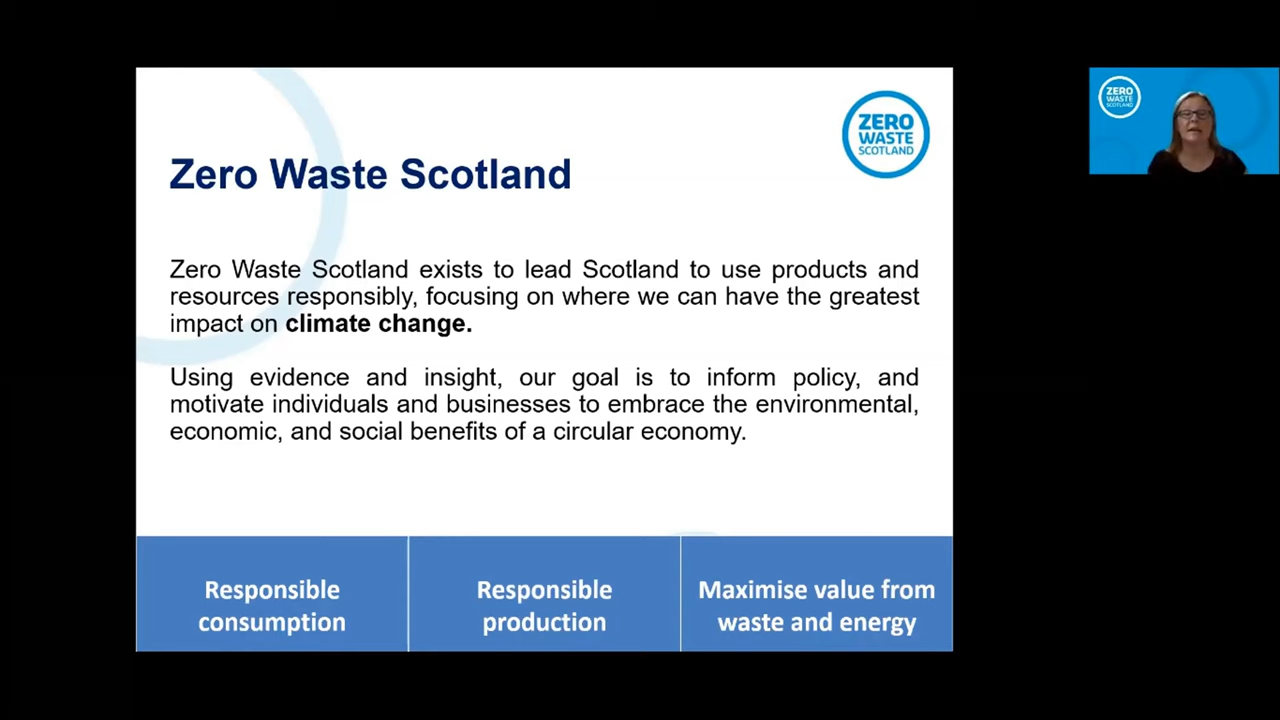 ZERO
WASTE
SCOTLAND
Zero Waste Scotland
Zero Waste Scotland exists to lead Scotland to use products and
resources responsibly, focusing on where we can have the greatest
impact on climate change.
Using evidence and insight, our goal is to inform policy, and
motivate individuals and businesses to embrace the environmental,
economic, and social benefits of a circular economy.
Responsible
consumption
Responsible
production
Maximise value from
waste and energy
ZERO
WASTE
SCOTLAND